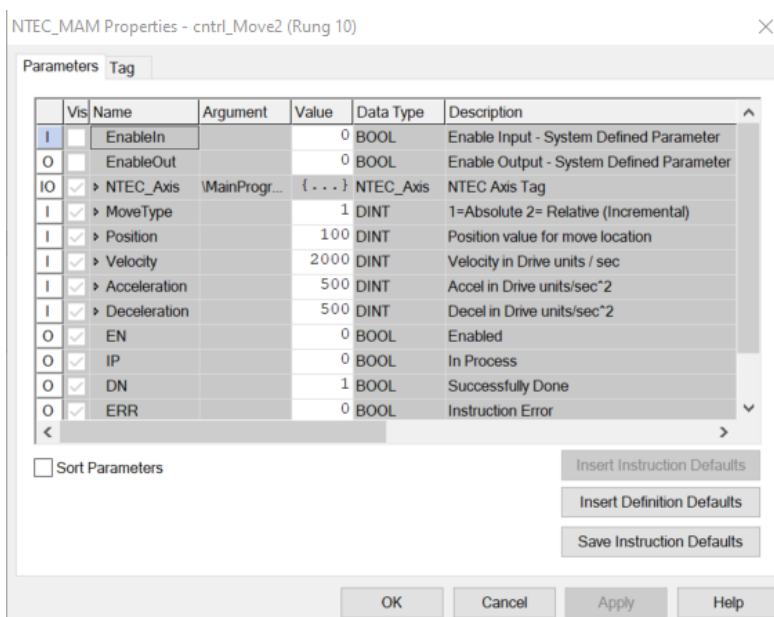 NTEC_MAM Properties - cntrl_Move2 (Rung 10)
Parameters Tag
Vis Name Argument Value Data Type Description
I EnableIn 0 BOOL Enable Input - System Defined Parameter
O EnableOut 0 BOOL Enable Output - System Defined Parameter
IO NTEC_Axis \MainProgr... {...} NTEC_Axis NTEC Axis Tag
I MoveType 1 DINT 1=Absolute 2= Relative (Incremental)
I Position 100 DINT Position value for move location
I Velocity 2000 DINT Velocity in Drive units / sec
I Acceleration 500 DINT Accel in Drive units/sec^2
I Deceleration 500 DINT Decel in Drive units/sec^2
O EN 0 BOOL Enabled
O IP 0 BOOL In Process
O DN 1 BOOL Successfully Done
O ERR 0 BOOL Instruction Error
Sort Parameters
Insert Instruction Defaults
Insert Definition Defaults
Save Instruction Defaults
OK Cancel Apply Help